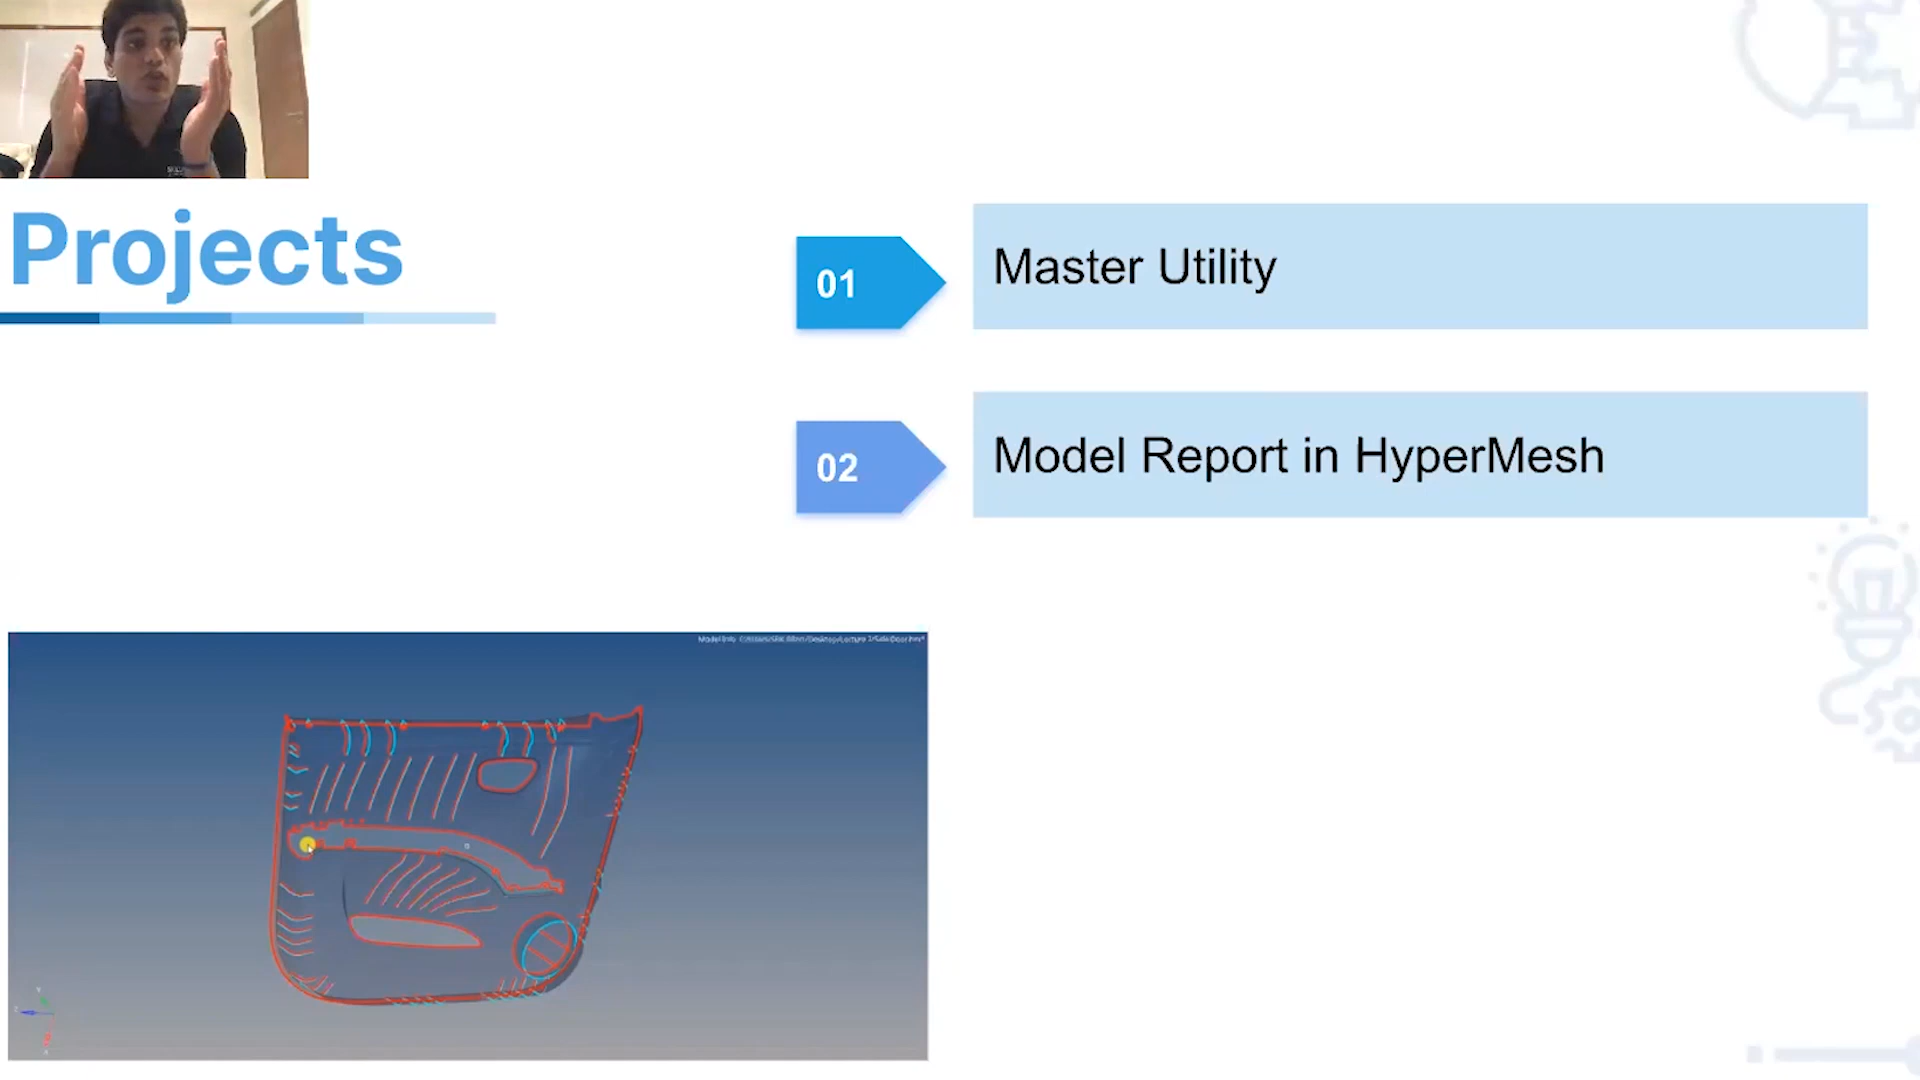 Projects
01
Master Utility
02
Model Report in HyperMesh